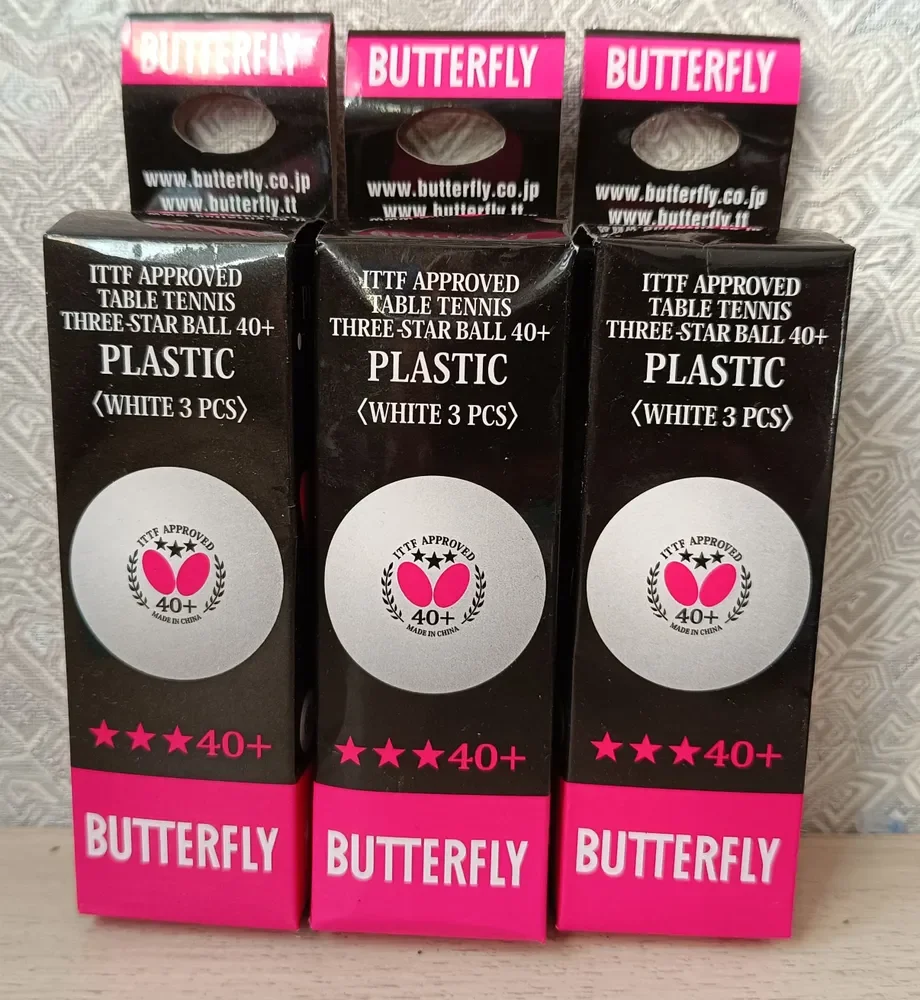 BUTTERFLY
www.butterfly.co.jp
www.butterfly.tt
ITTF APPROVED
TABLE TENNIS
THREE-STAR BALL 40+
PLASTIC
〈WHITE 3 PCS〉
ITTF APPROVED
40+
MADE IN CHINA
★★★40+
BUTTERFLY
BUTTERFLY
www.butterfly.co.jp
www.butterfly.tt
ITTF APPROVED
TABLE TENNIS
THREE-STAR BALL 40+
PLASTIC
〈WHITE 3 PCS〉
ITTF APPROVED
40+
MADE IN CHINA
★★★40+
BUTTERFLY
BUTTERFLY
www.butterfly.co.jp
www.butterfly.tt
ITTF APPROVED
TABLE TENNIS
THREE-STAR BALL 40+
PLASTIC
〈WHITE 3 PCS〉
ITTF APPROVED
40+
MADE IN CHINA
★★★40+
BUTTERFLY